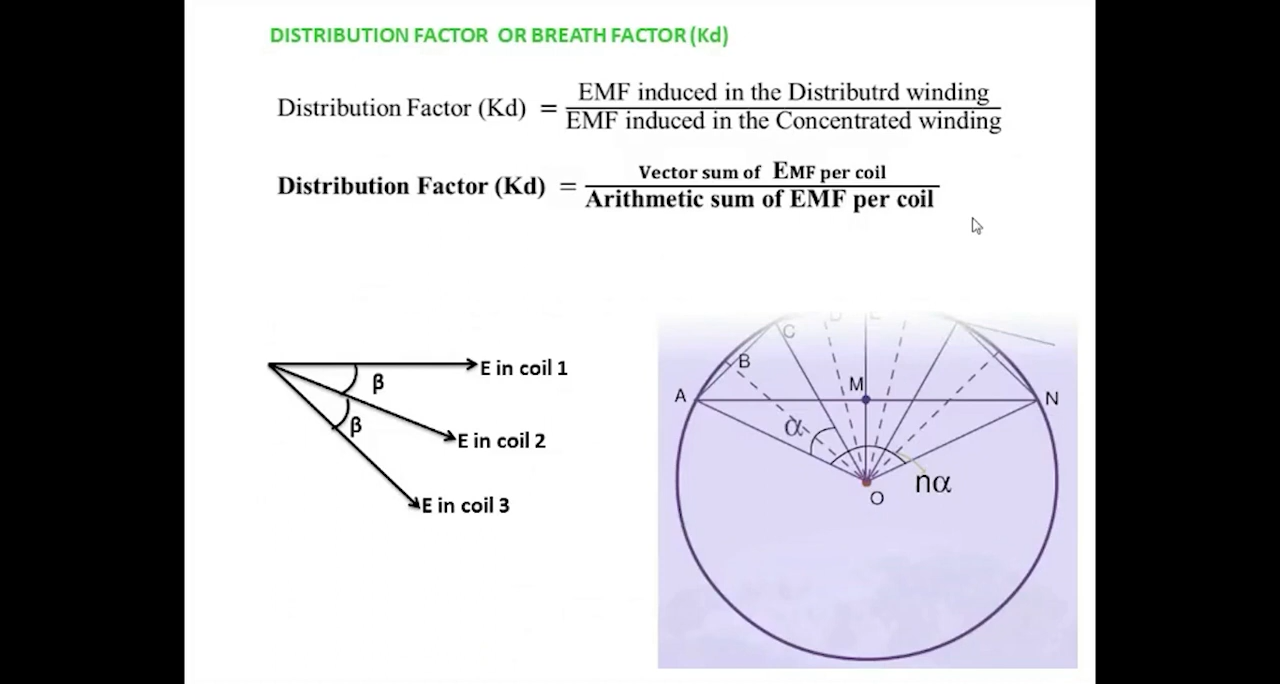 DISTRIBUTION FACTOR OR BREATH FACTOR (Kd)
Distribution Factor (Kd) = EMF induced in the Distributrd winding
EMF induced in the Concentrated winding
Distribution Factor (Kd) = Vector sum of EMF per coil
Arithmetic sum of EMF per coil
E in coil 1
β
E in coil 2
β
E in coil 3
C
B
A
M
N
α
nα
O